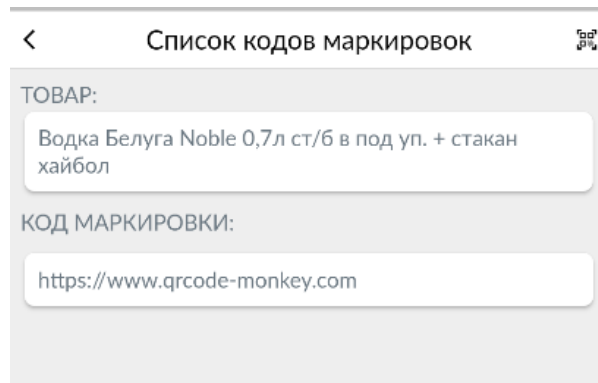 Список кодов маркировок
ТОВАР:
Водка Белуга Noble 0,7л ст/б в под уп. + стакан
хайбол
КОД МАРКИРОВКИ:
https://www.qrcode-monkey.com